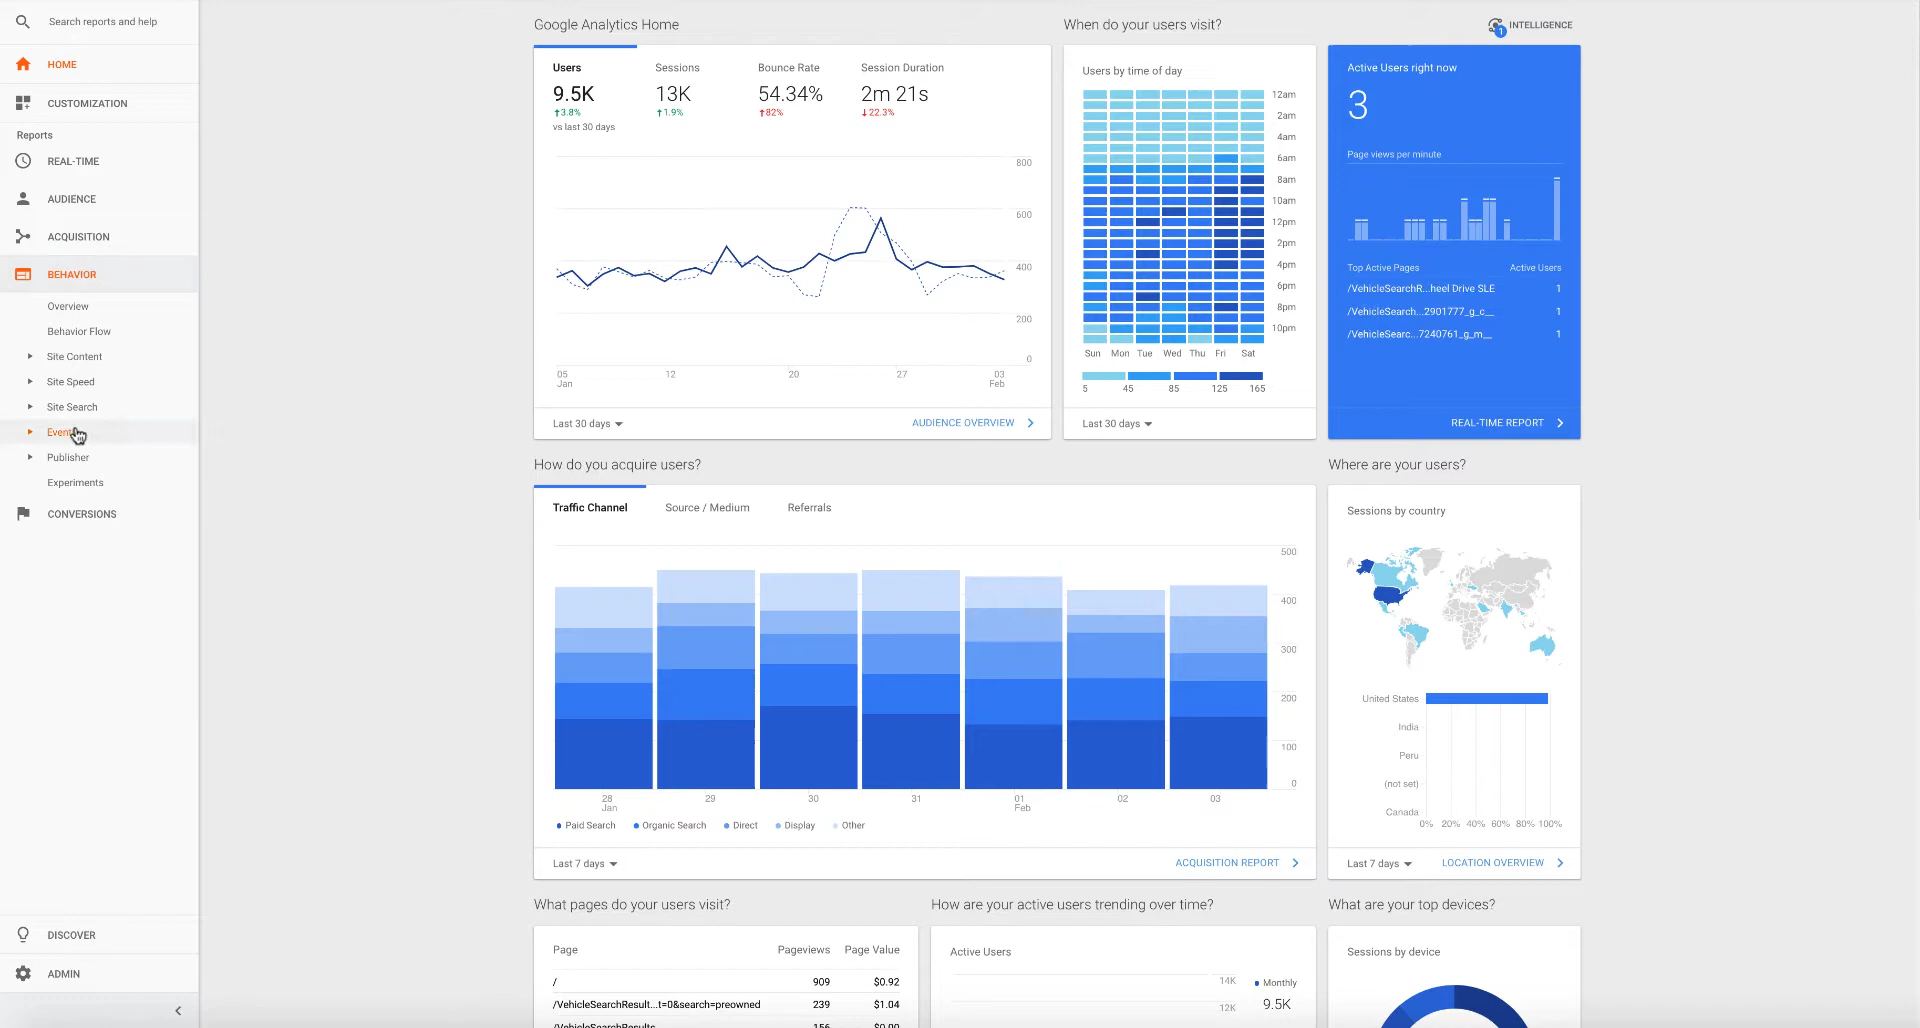 Search reports and help
HOME
CUSTOMIZATION
Reports
REAL-TIME
AUDIENCE
ACQUISITION
BEHAVIOR
Overview
Behavior Flow
Site Content
Site Speed
Site Search
Event
Publisher
Experiments
CONVERSIONS
DISCOVER
ADMIN
Google Analytics Home
Users Sessions Bounce Rate Session Duration
9.5K 13K 54.34% 2m 21s
3.8% 1.9% 82% 22.3%
vs last 30 days
800
600
400
200
0
05 12 20 27 03
Jan Feb
Last 30 days AUDIENCE OVERVIEW
When do your users visit?
Users by time of day
12am
2am
4am
6am
8am
10am
12pm
2pm
4pm
6pm
8pm
10pm
Sun Mon Tue Wed Thu Fri Sat
5 45 85 125 165
Last 30 days
1 INTELLIGENCE
Active Users right now
3
Page views per minute
Top Active Pages Active Users
/VehicleSearchR...heel Drive SLE 1
/VehicleSearch...2901777_g_c__ 1
/VehicleSearc...7240761_g_m__ 1
REAL-TIME REPORT
How do you acquire users?
Traffic Channel Source / Medium Referrals
500
400
300
200
100
0
28 29 30 31 01 02 03
Jan Feb
Paid Search Organic Search Direct Display Other
Last 7 days ACQUISITION REPORT
Where are your users?
Sessions by country
United States
India
Peru
(not set)
Canada
0% 20% 40% 60% 80% 100%
Last 7 days LOCATION OVERVIEW
What pages do your users visit?
Page Pageviews Page Value
/ 909 $0.92
/VehicleSearchResult...t=0&search=preowned 239 $1.04
/VehicleSearchResults 156 $0.00
How are your active users trending over time?
Active Users
14K
12K
Monthly
9.5K
What are your top devices?
Sessions by device